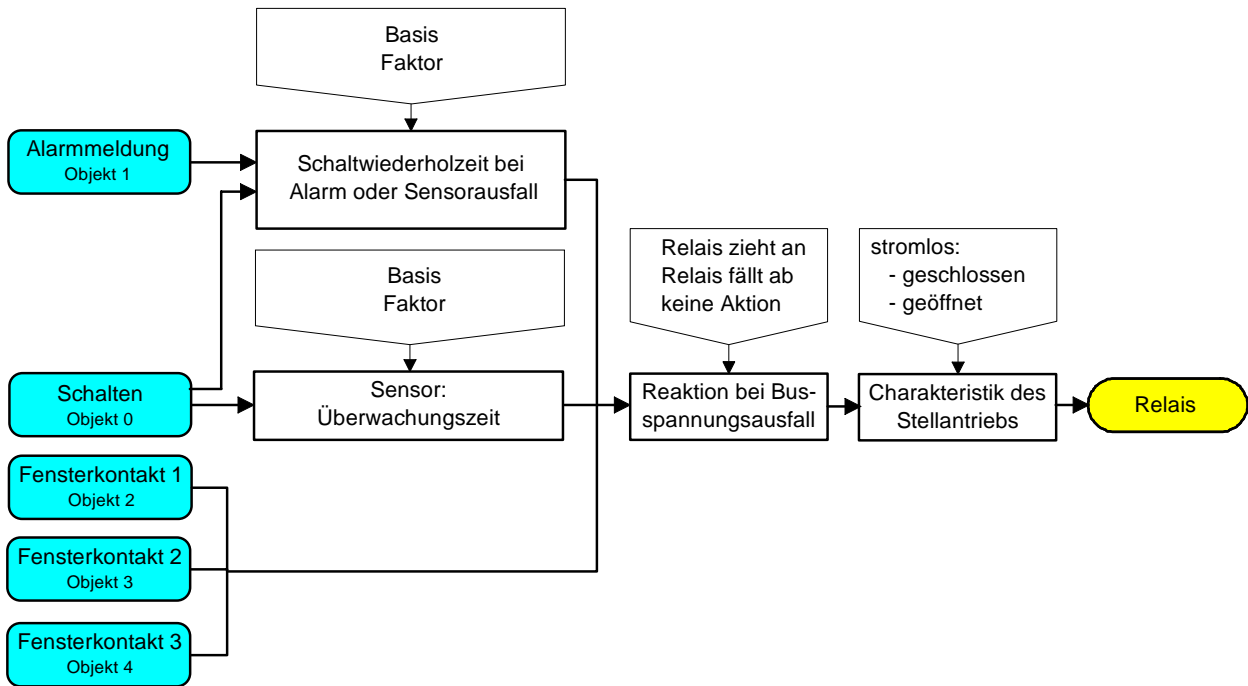 Basis
Faktor
Alarmmeldung
Objekt 1
Schaltwiederholzeit bei
Alarm oder Sensorausfall
Basis
Faktor
Relais zieht an
Relais fällt ab
keine Aktion
stromlos:
- geschlossen
- geöffnet
Schalten
Objekt 0
Sensor:
Überwachungszeit
Reaktion bei Bus-
spannungsausfall
Charakteristik des
Stellantriebs
Relais
Fensterkontakt 1
Objekt 2
Fensterkontakt 2
Objekt 3
Fensterkontakt 3
Objekt 4